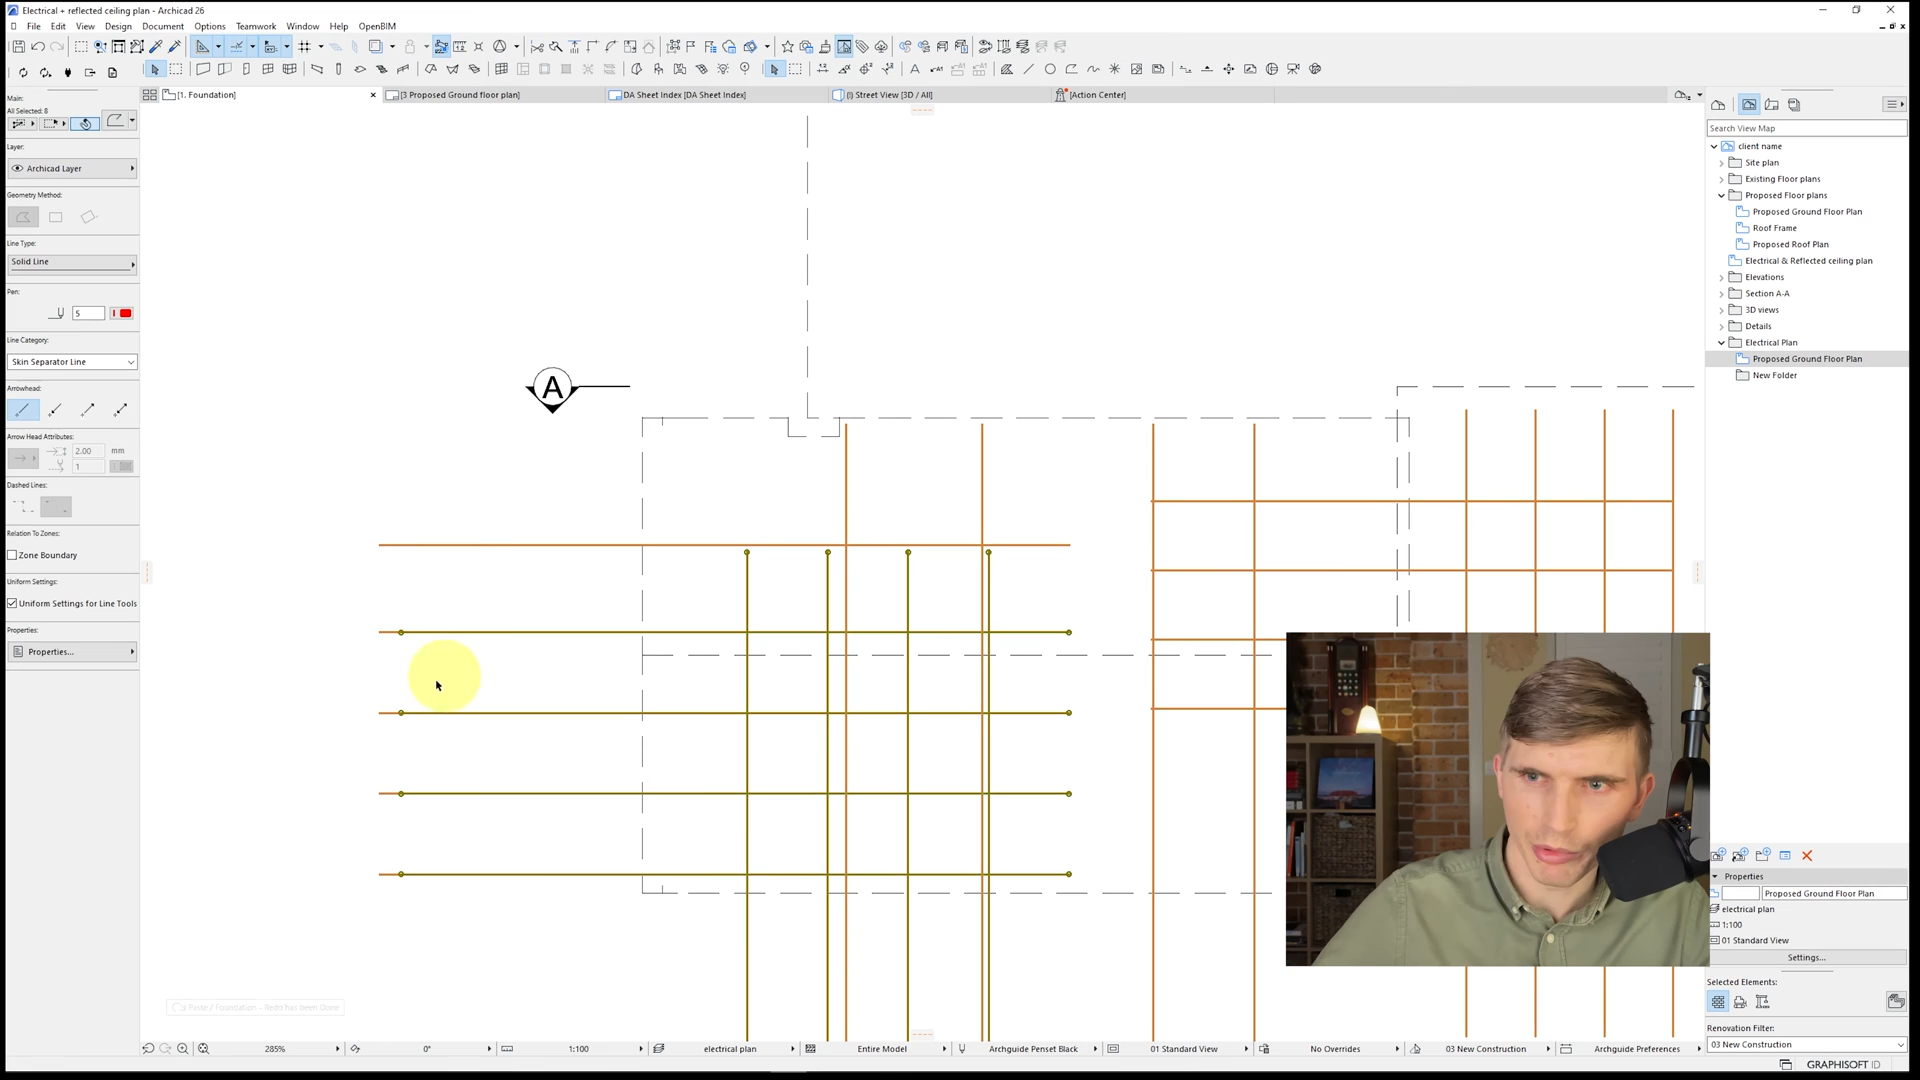 Electrical + reflected ceiling plan - Archicad 26
File Edit View Design Document Options Teamwork Window Help OpenBIM
[1. Foundation]
[3 Proposed Ground floor plan]
DA Sheet Index [DA Sheet Index]
(!) Street View [3D / All]
[Action Center]
Main:
All Selected: 8
Layer:
Archicad Layer
Geometry Method:
Line Type:
Solid Line
Pen:
5
Line Category:
Skin Separator Line
Arrowhead:
Arrow Head Attributes:
2.00 mm
1
Dashed Lines:
Relation To Zones:
Zone Boundary
Uniform Settings:
Uniform Settings for Line Tools
Properties:
Properties...
A
Paste / Foundation - Redo has been Done
285%
0°
1:100
electrical plan
Entire Model
Archguide Penset Black
01 Standard View
No Overrides
03 New Construction
Archguide Preferences
Search View Map
client name
Site plan
Existing Floor plans
Proposed Floor plans
Proposed Ground Floor Plan
Roof Frame
Proposed Roof Plan
Electrical & Reflected ceiling plan
Elevations
Section A-A
3D views
Details
Electrical Plan
Proposed Ground Floor Plan
New Folder
Properties
Proposed Ground Floor Plan
electrical plan
1:100
01 Standard View
Settings...
Selected Elements:
Renovation Filter:
03 New Construction
GRAPHISOFT ID